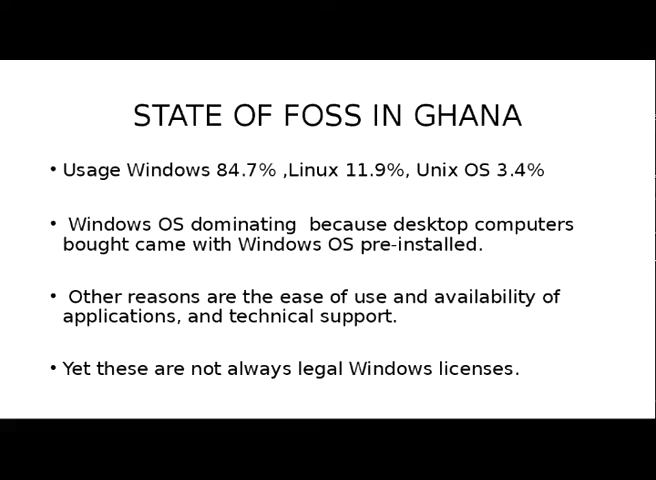 STATE OF FOSS IN GHANA
• Usage Windows 84.7% ,Linux 11.9%, Unix OS 3.4%
• Windows OS dominating  because desktop computers
bought came with Windows OS pre-installed.
• Other reasons are the ease of use and availability of
applications, and technical support.
• Yet these are not always legal Windows licenses.